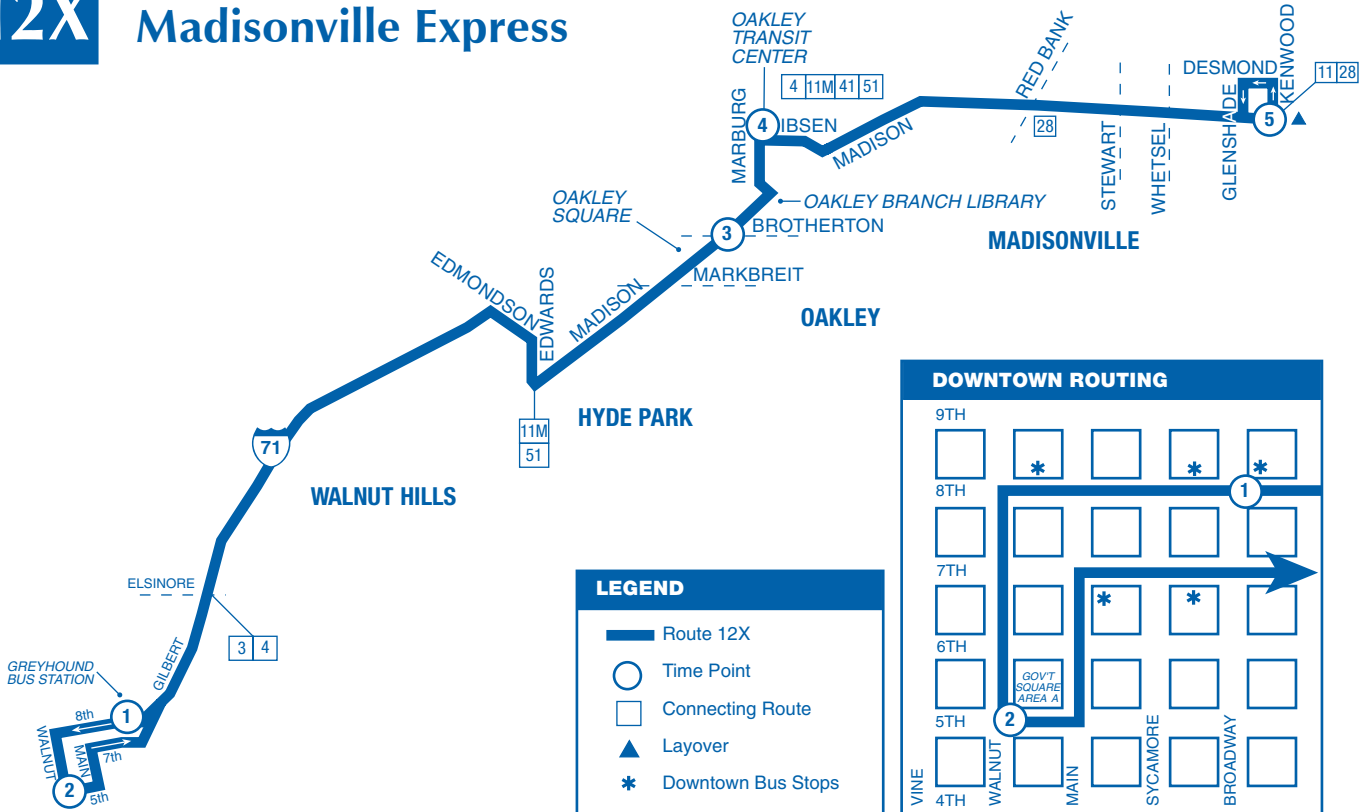 12X Madisonville Express
OAKLEY
TRANSIT
CENTER
4 11M 41 51
MARBURG
4
IBSEN
MADISON
RED BANK
28
STEWART
WHETSEL
GLENSHADE
DESMOND
KENWOOD
11 28
5
OAKLEY
SQUARE
OAKLEY BRANCH LIBRARY
3
BROTHERTON
MADISONVILLE
MARKBREIT
MADISON
OAKLEY
EDMONDSON
EDWARDS
HYDE PARK
11M
51
71
WALNUT HILLS
ELSINORE
3 4
GILBERT
GREYHOUND
BUS STATION
8th
1
WALNUT
MAIN
7th
2
5th
LEGEND
Route 12X
Time Point
Connecting Route
Layover
Downtown Bus Stops
DOWNTOWN ROUTING
9TH
8TH
1
7TH
6TH
GOV'T
SQUARE
AREA A
5TH
2
4TH
VINE
WALNUT
MAIN
SYCAMORE
BROADWAY